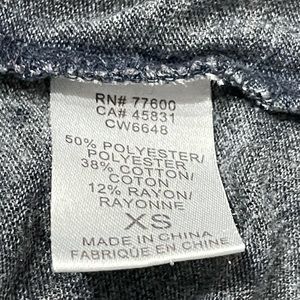 RN# 77600
CA# 45831
CW6648
50% POLYESTER/
POLYESTER
38% COTTON/
COTON
12% RAYON/
RAYONNE
XS
MADE IN CHINA
FABRIQUÉ EN CHINE